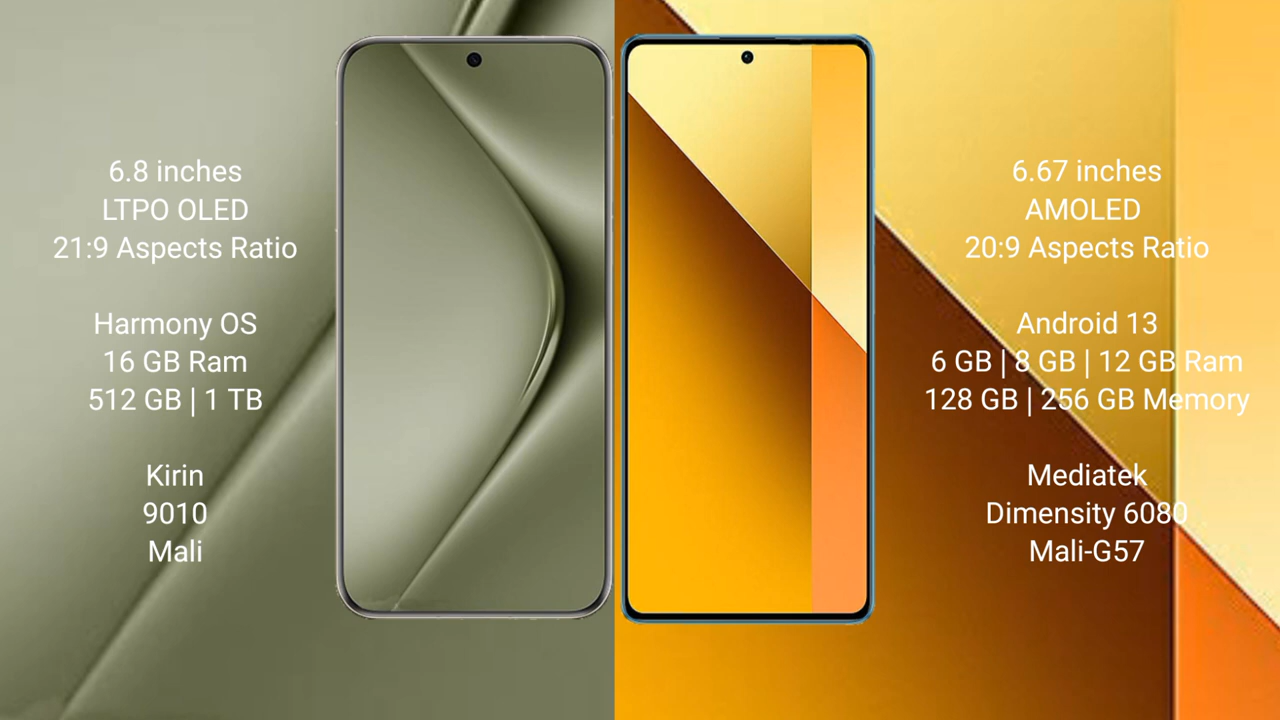 6.8 inches
LTPO OLED
21:9 Aspects Ratio
Harmony OS
16 GB Ram
512 GB | 1 TB
Kirin
9010
Mali
6.67 inches
AMOLED
20:9 Aspects Ratio
Android 13
6 GB | 8 GB | 12 GB Ram
128 GB | 256 GB Memory
Mediatek
Dimensity 6080
Mali-G57